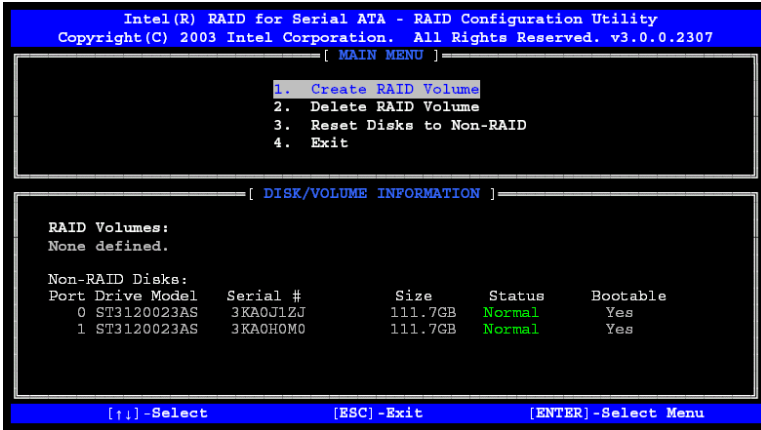 Intel(R) RAID for Serial ATA - RAID Configuration Utility
Copyright(C) 2003 Intel Corporation.  All Rights Reserved. v3.0.0.2307
[ MAIN MENU ]
1.  Create RAID Volume
2.  Delete RAID Volume
3.  Reset Disks to Non-RAID
4.  Exit
[ DISK/VOLUME INFORMATION ]
RAID Volumes:
None defined.
Non-RAID Disks:
Port Drive Model  Serial #  Size  Status  Bootable
0 ST3120023AS  3KA0J1ZJ  111.7GB  Normal  Yes
1 ST3120023AS  3KA0H0M0  111.7GB  Normal  Yes
[↑↓]-Select  [ESC]-Exit  [ENTER]-Select Menu